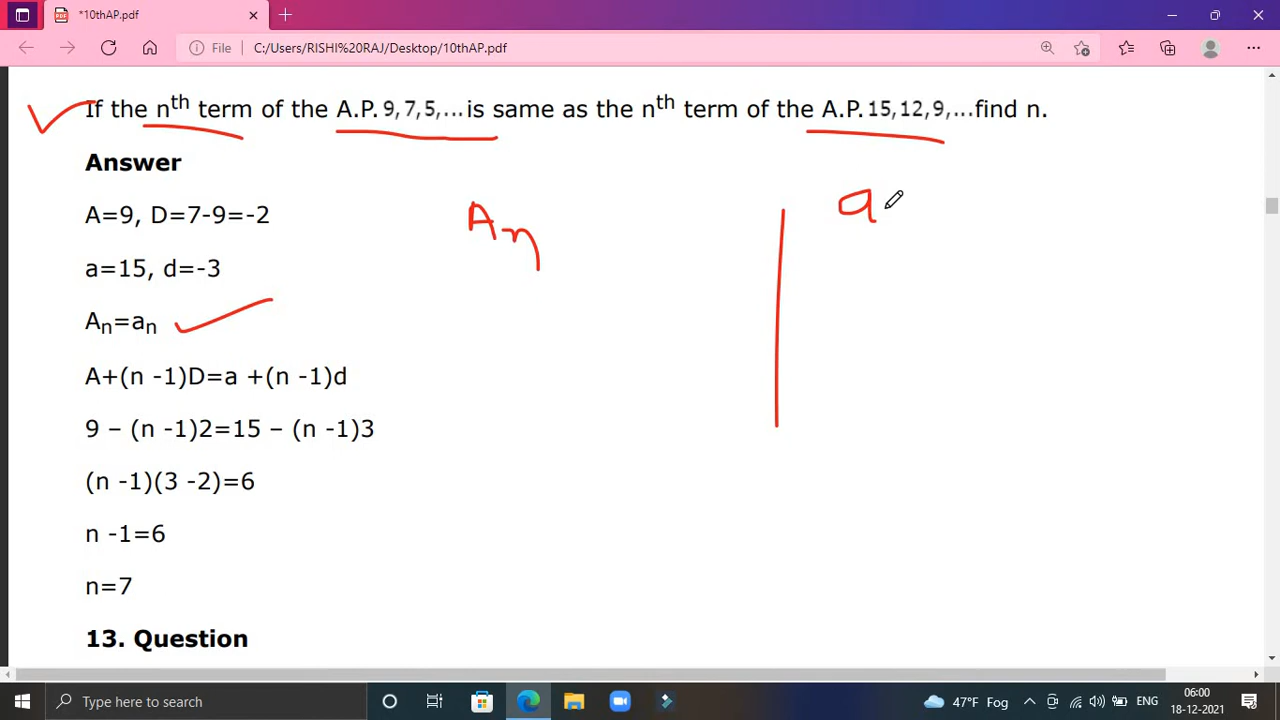 *10thAP.pdf
File C:/Users/RISHI%20RAJ/Desktop/10thAP.pdf
If the nth term of the A.P. 9,7,5,... is same as the nth term of the A.P. 15,12,9,... find n.
Answer
A=9, D=7-9=-2
An
a
a=15, d=-3
An=an
A+(n -1)D=a +(n -1)d
9 – (n -1)2=15 – (n -1)3
(n -1)(3 -2)=6
n -1=6
n=7
13. Question
Type here to search
47°F Fog
ENG
06:00
18-12-2021